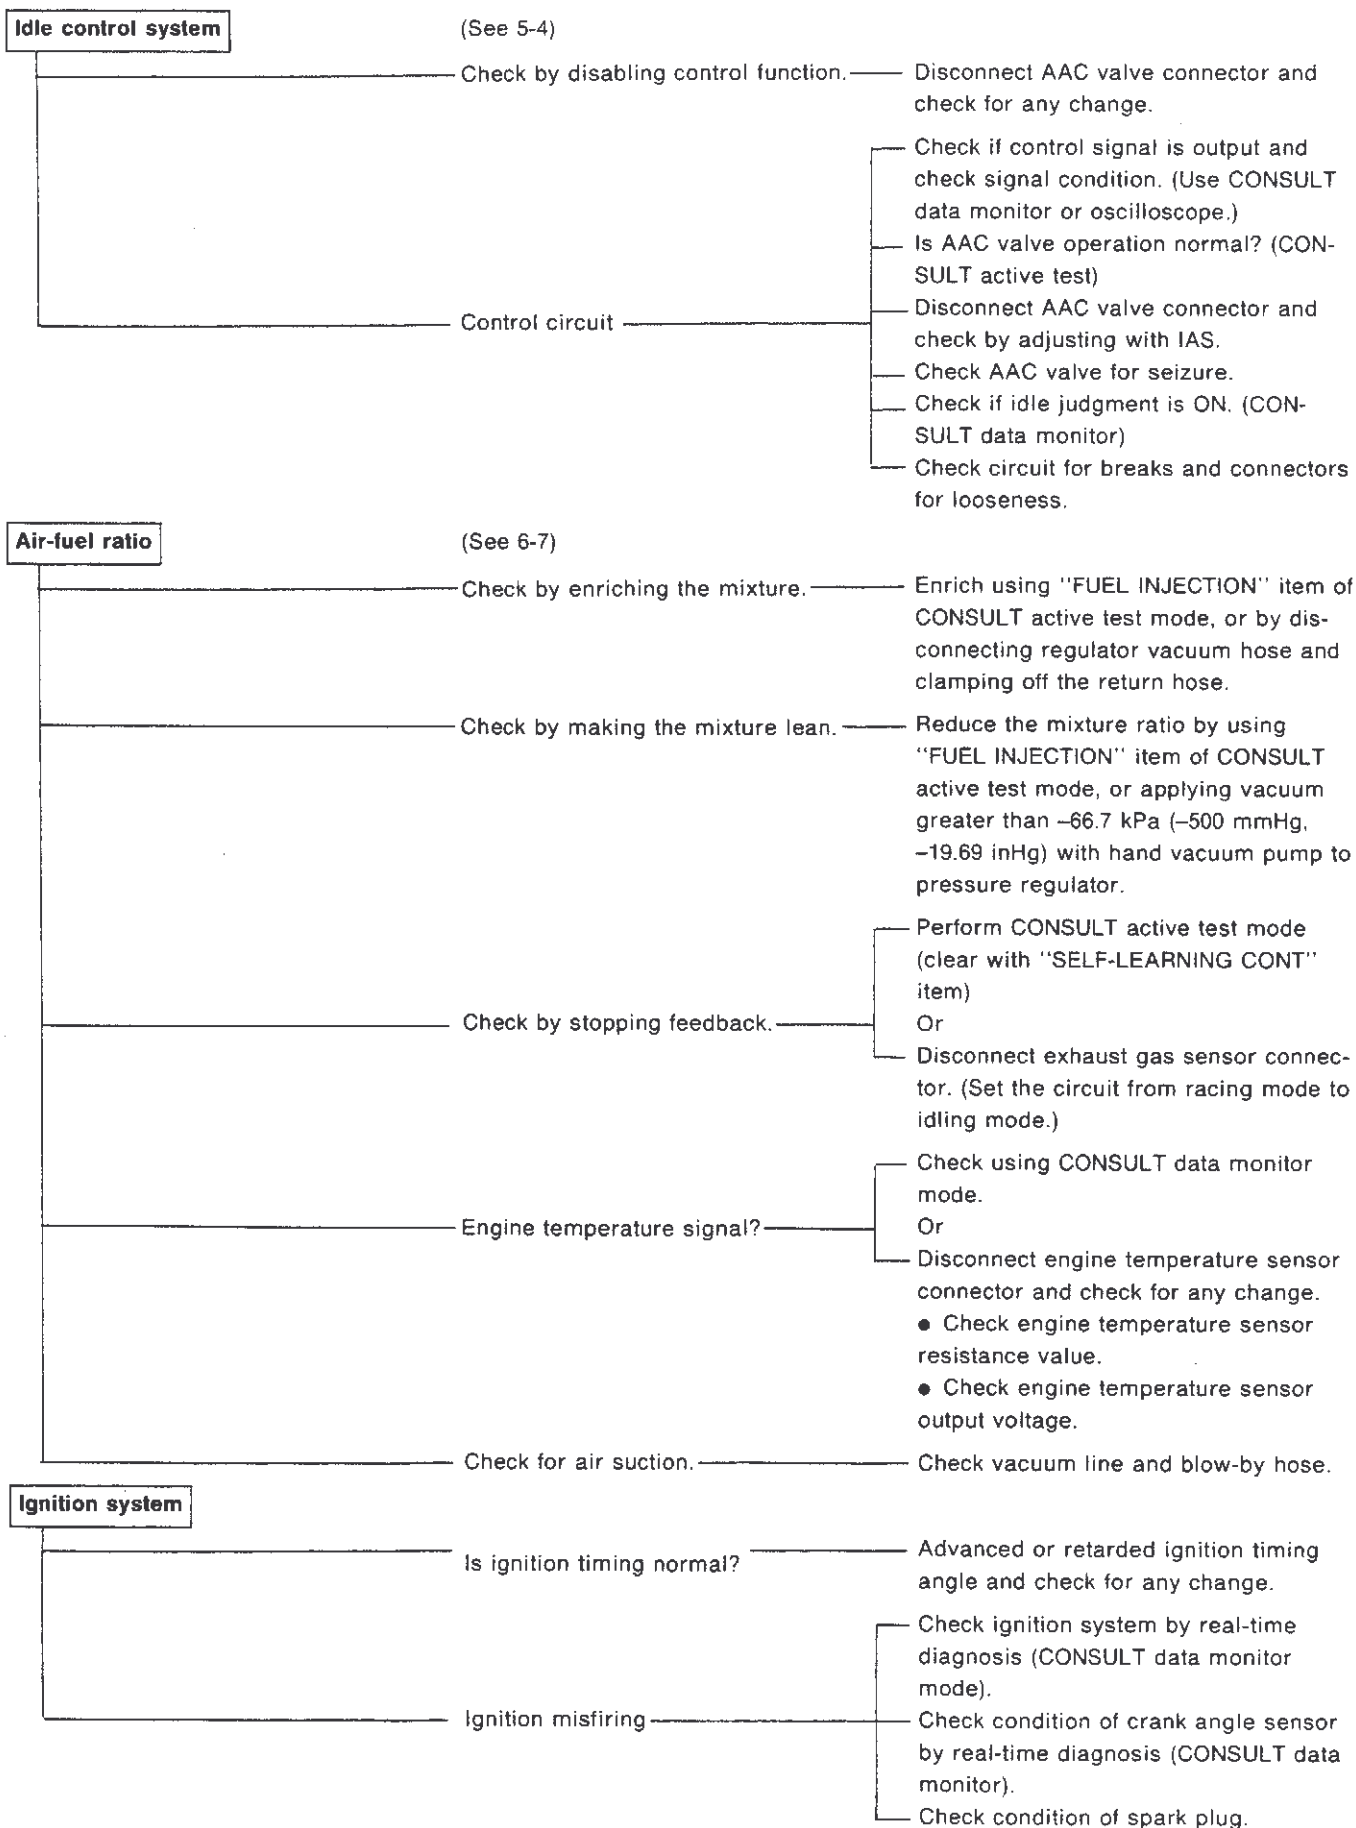 Idle control system
(See 5-4)
Check by disabling control function.
Disconnect AAC valve connector and
check for any change.
Control circuit
Check if control signal is output and
check signal condition. (Use CONSULT
data monitor or oscilloscope.)
Is AAC valve operation normal? (CON-
SULT active test)
Disconnect AAC valve connector and
check by adjusting with IAS.
Check AAC valve for seizure.
Check if idle judgment is ON. (CON-
SULT data monitor)
Check circuit for breaks and connectors
for looseness.
Air-fuel ratio
(See 6-7)
Check by enriching the mixture.
Enrich using "FUEL INJECTION" item of
CONSULT active test mode, or by dis-
connecting regulator vacuum hose and
clamping off the return hose.
Check by making the mixture lean.
Reduce the mixture ratio by using
"FUEL INJECTION" item of CONSULT
active test mode, or applying vacuum
greater than –66.7 kPa (–500 mmHg,
–19.69 inHg) with hand vacuum pump to
pressure regulator.
Check by stopping feedback.
Perform CONSULT active test mode
(clear with "SELF-LEARNING CONT"
item)
Or
Disconnect exhaust gas sensor connec-
tor. (Set the circuit from racing mode to
idling mode.)
Engine temperature signal?
Check using CONSULT data monitor
mode.
Or
Disconnect engine temperature sensor
connector and check for any change.
● Check engine temperature sensor
resistance value.
● Check engine temperature sensor
output voltage.
Check for air suction.
Check vacuum line and blow-by hose.
Ignition system
Is ignition timing normal?
Advanced or retarded ignition timing
angle and check for any change.
Ignition misfiring
Check ignition system by real-time
diagnosis (CONSULT data monitor
mode).
Check condition of crank angle sensor
by real-time diagnosis (CONSULT data
monitor).
Check condition of spark plug.